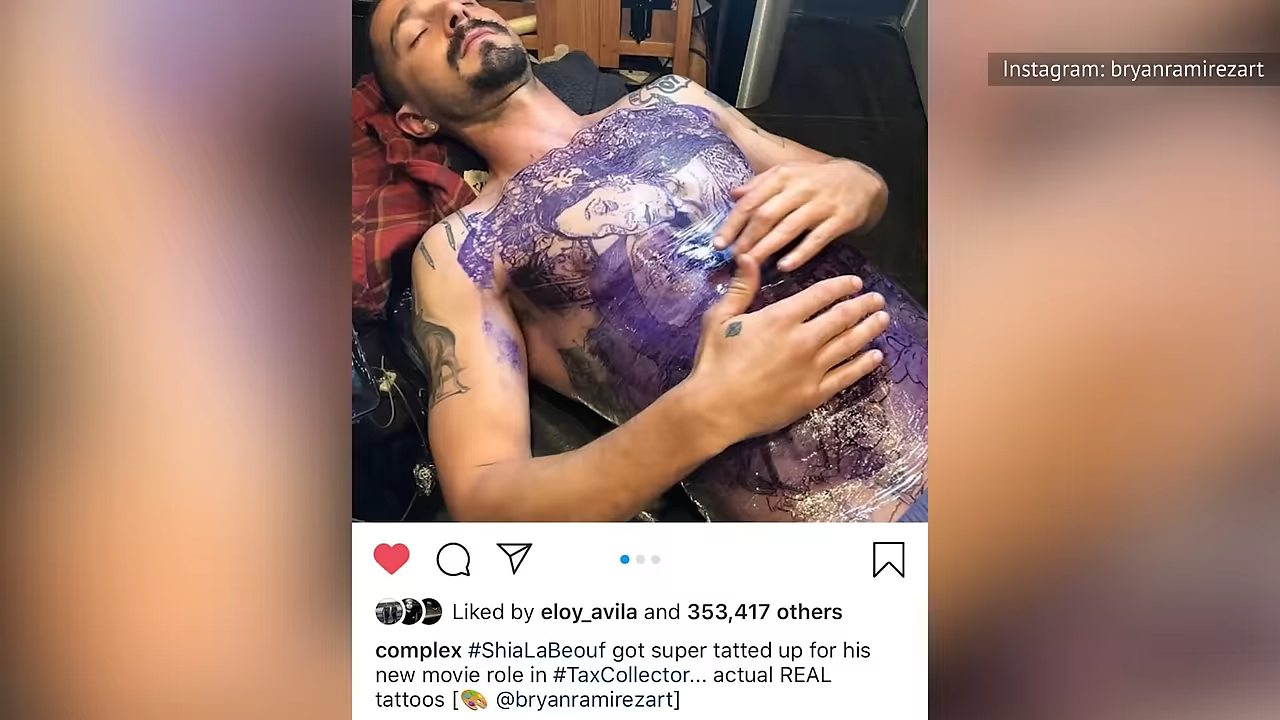 Instagram: bryanramirezart
Liked by eloy_avila and 353,417 others
complex #ShiaLaBeouf got super tatted up for his
new movie role in #TaxCollector... actual REAL
tattoos [🎨 @bryanramirezart]